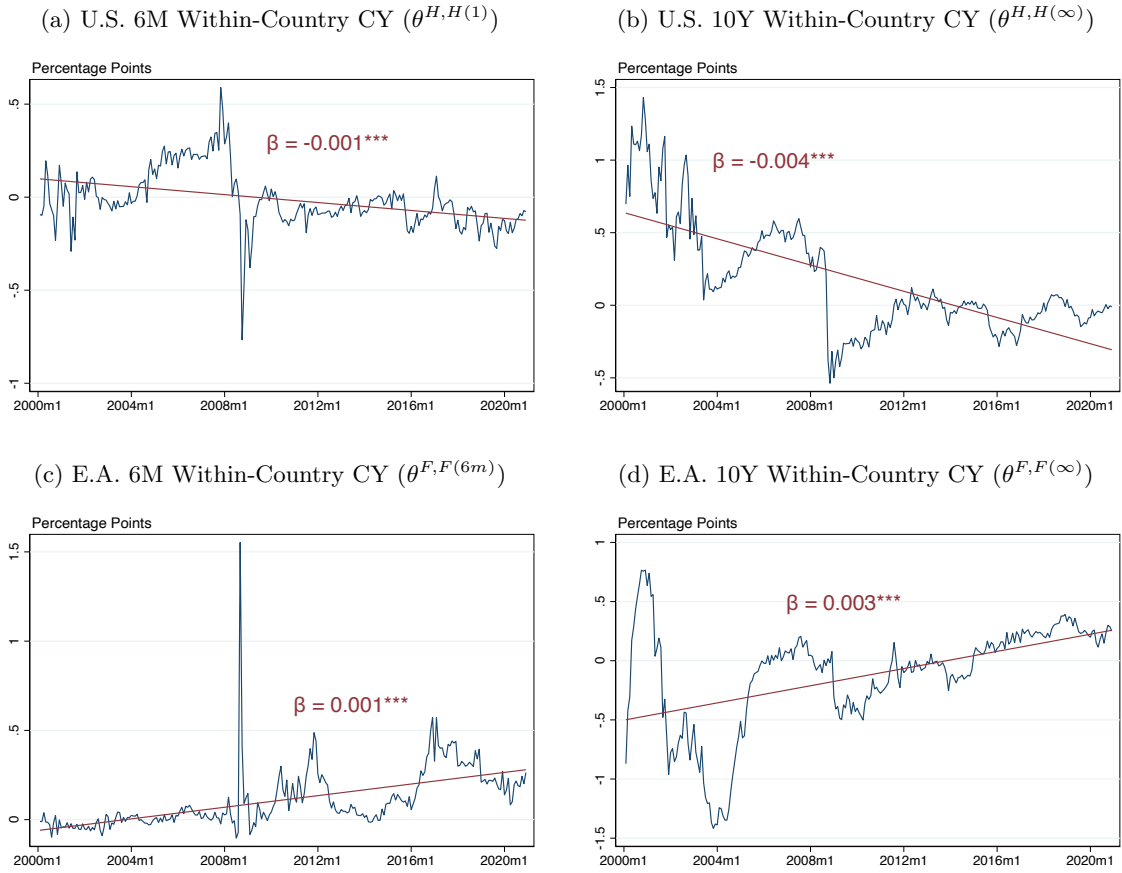 (a) U.S. 6M Within-Country CY (θ^{H,H(1)})
Percentage Points
.5
0
-.5
-1
β = -0.001***
2000m1 2004m1 2008m1 2012m1 2016m1 2020m1
(b) U.S. 10Y Within-Country CY (θ^{H,H(∞)})
Percentage Points
1.5
1
.5
0
-.5
β = -0.004***
2000m1 2004m1 2008m1 2012m1 2016m1 2020m1
(c) E.A. 6M Within-Country CY (θ^{F,F(6m)})
Percentage Points
1.5
1
.5
0
β = 0.001***
2000m1 2004m1 2008m1 2012m1 2016m1 2020m1
(d) E.A. 10Y Within-Country CY (θ^{F,F(∞)})
Percentage Points
1
.5
0
-.5
-1
-1.5
β = 0.003***
2000m1 2004m1 2008m1 2012m1 2016m1 2020m1